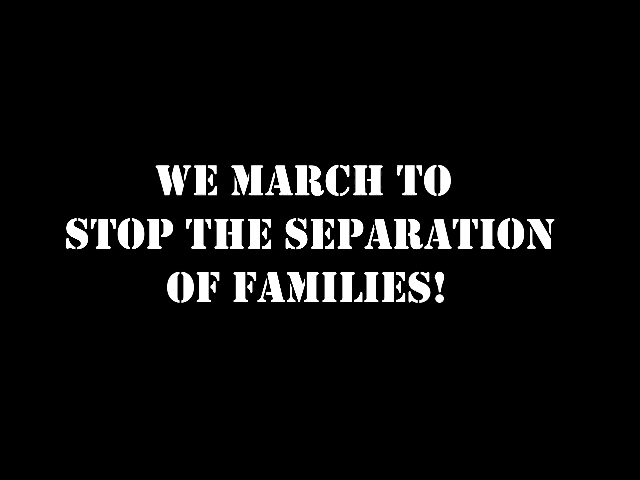 WE MARCH TO
STOP THE SEPARATION
OF FAMILIES!